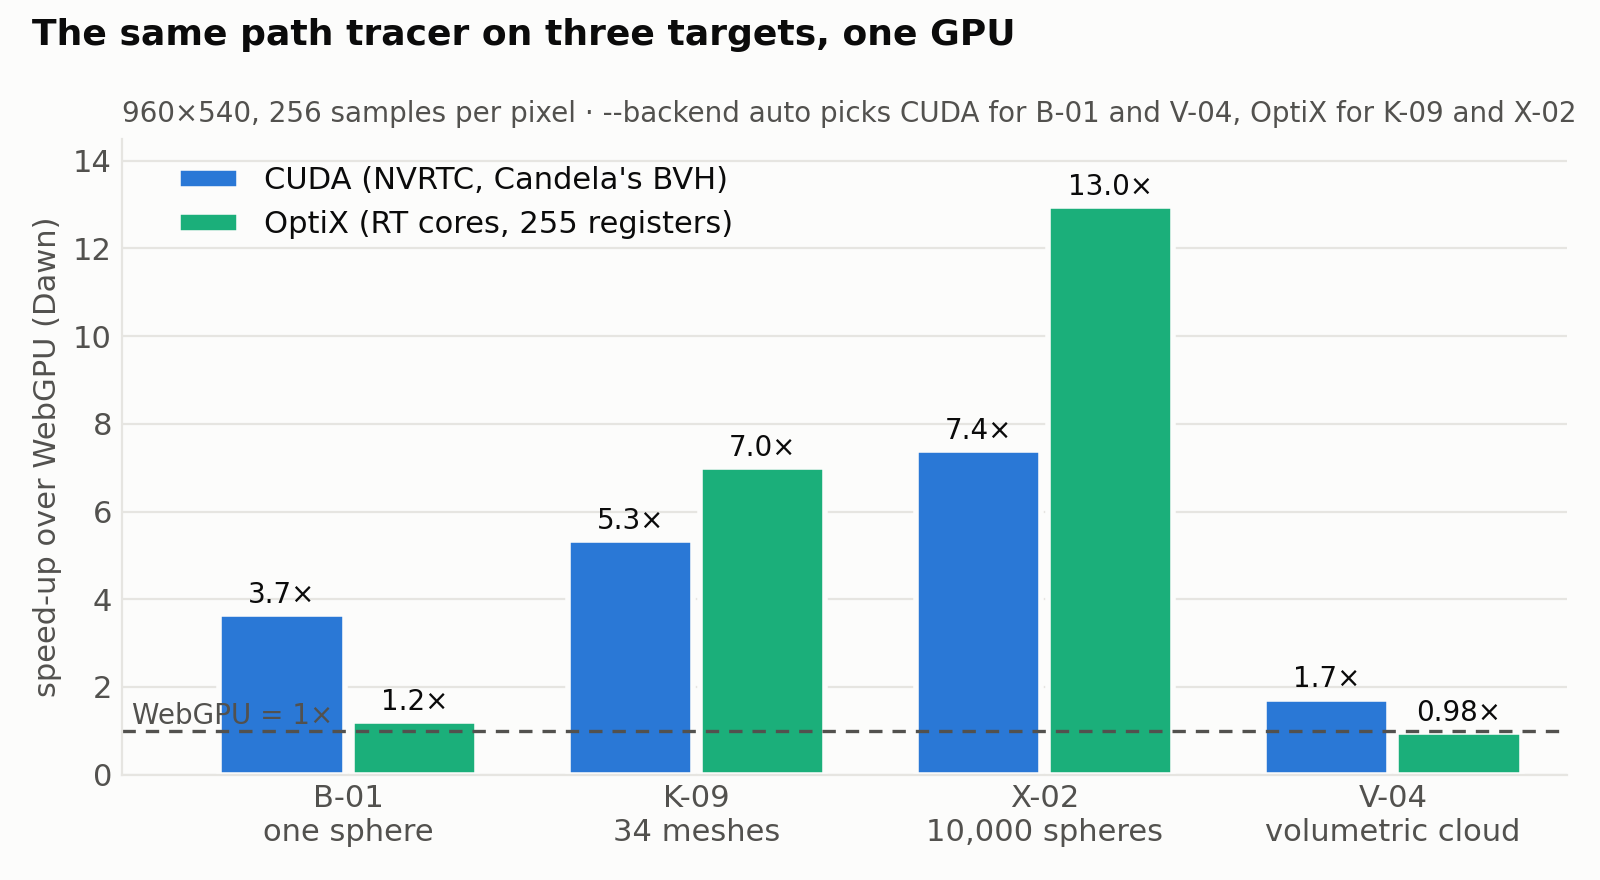 The same path tracer on three targets, one GPU
960×540, 256 samples per pixel · --backend auto picks CUDA for B-01 and V-04, OptiX for K-09 and X-02
speed-up over WebGPU (Dawn)
14
12
10
8
6
4
2
0
CUDA (NVRTC, Candela's BVH)
OptiX (RT cores, 255 registers)
WebGPU = 1×
3.7×
1.2×
5.3×
7.0×
7.4×
13.0×
1.7×
0.98×
B-01
one sphere
K-09
34 meshes
X-02
10,000 spheres
V-04
volumetric cloud